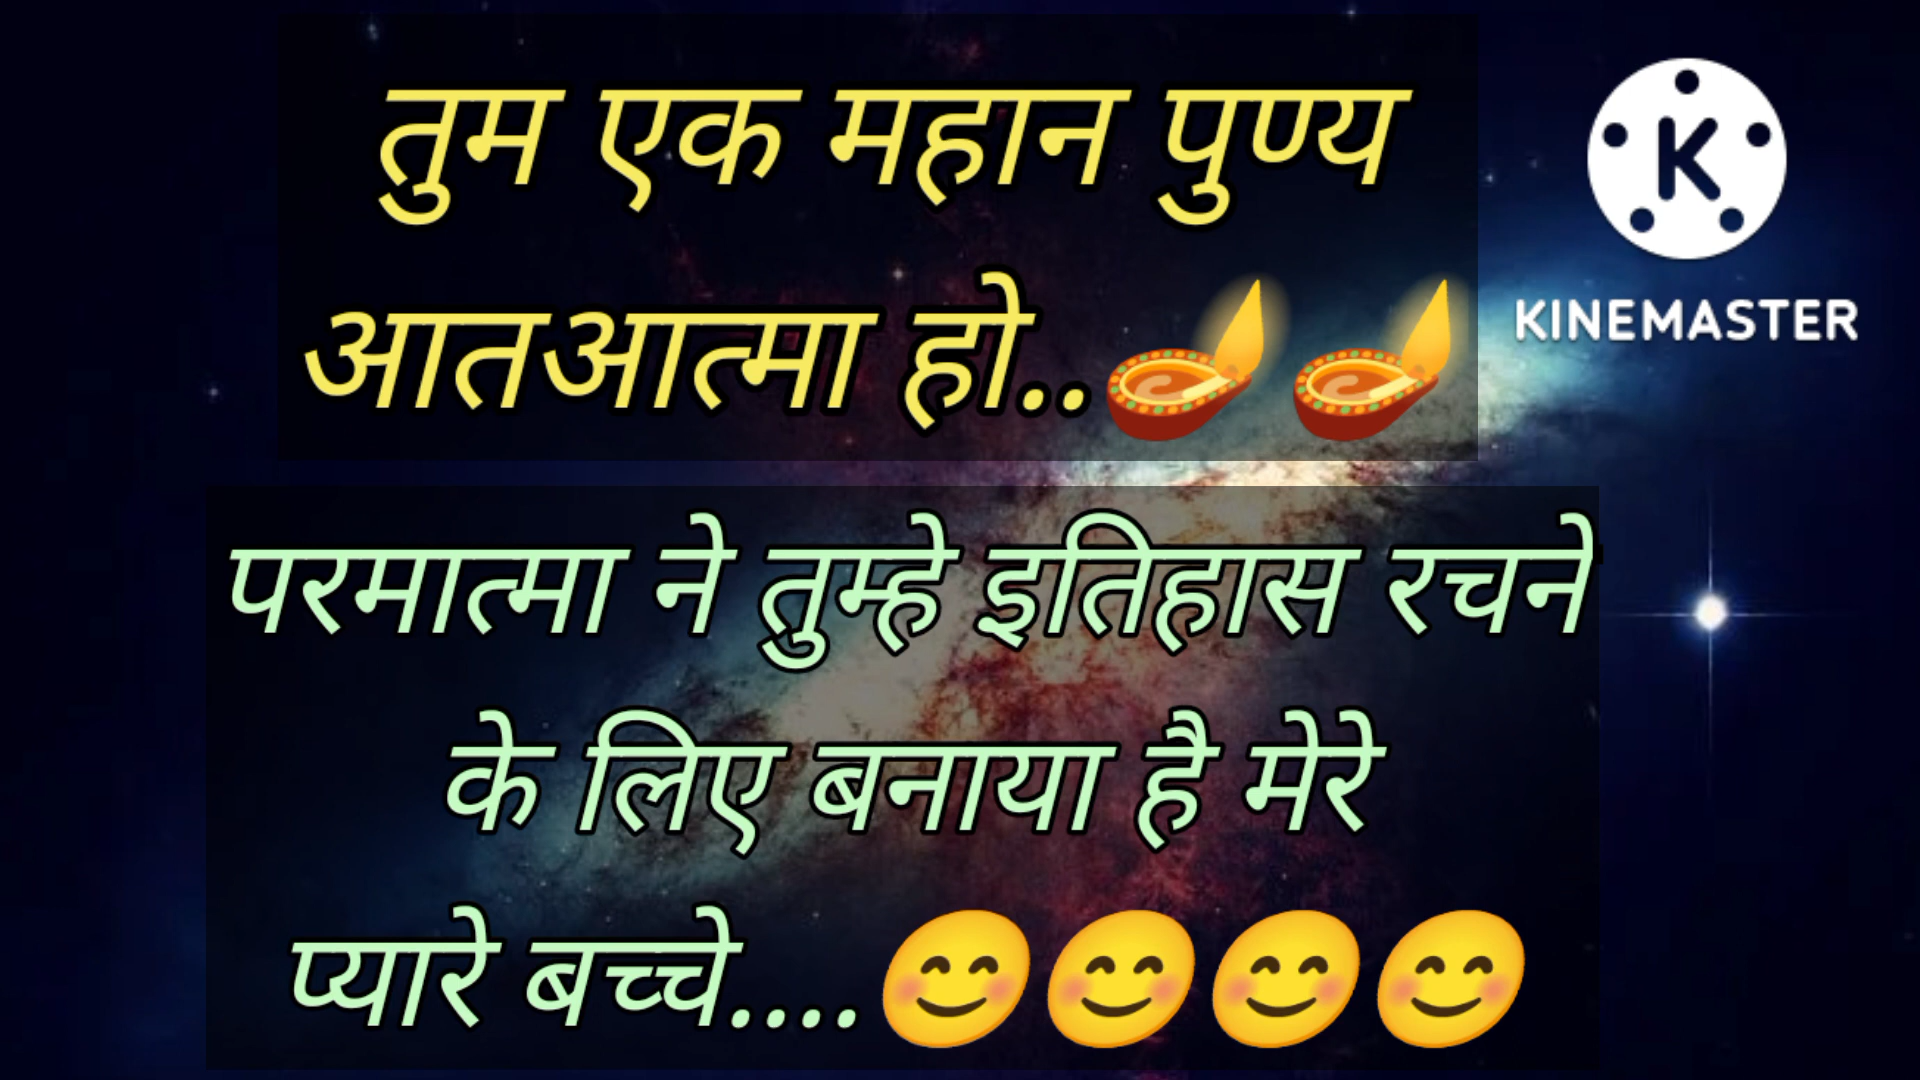 तुम एक महान पुण्य
आतआत्मा हो..🪔🪔
KINEMASTER
परमात्मा ने तुम्हे इतिहास रचने
के लिए बनाया है मेरे
प्यारे बच्चे....😊😊😊😊